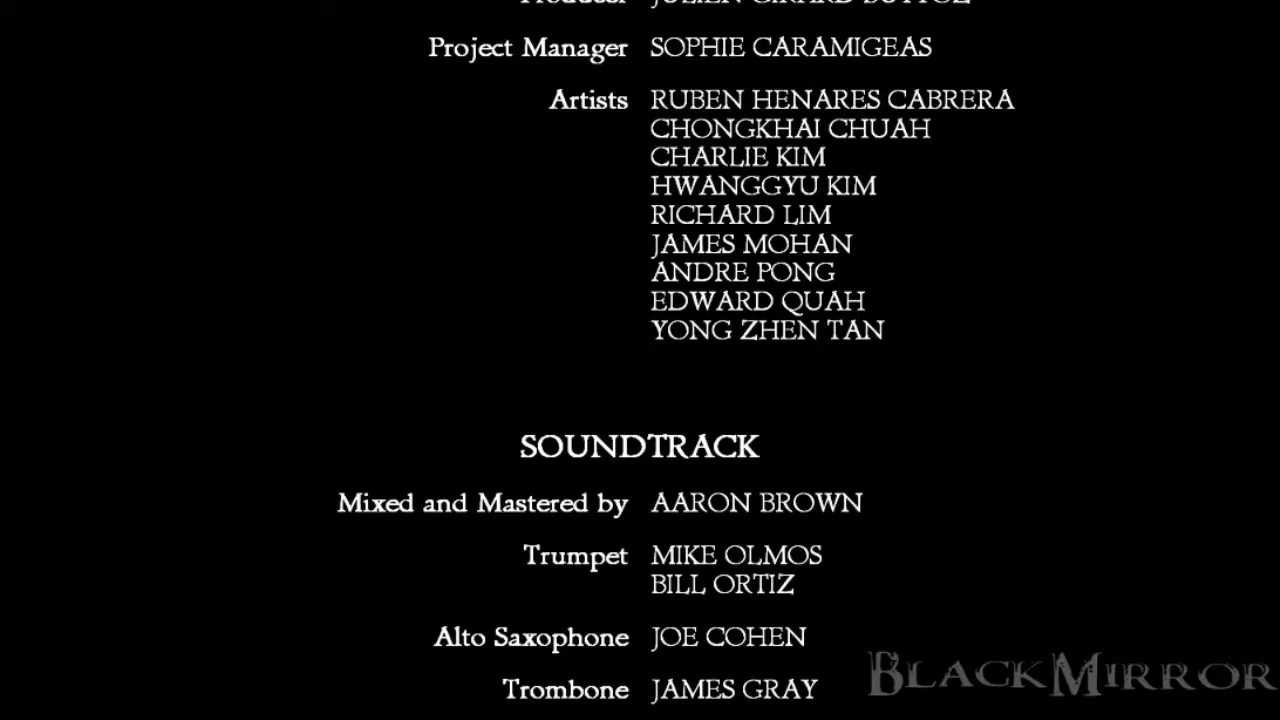 Producer
Project Manager SOPHIE CARAMIGEAS
Artists RUBEN HENARES CABRERA
CHONGKHAI CHUAH
CHARLIE KIM
HWANGGYU KIM
RICHARD LIM
JAMES MOHAN
ANDRE PONG
EDWARD QUAH
YONG ZHEN TAN
SOUNDTRACK
Mixed and Mastered by AARON BROWN
Trumpet MIKE OLMOS
BILL ORTIZ
Alto Saxophone JOE COHEN
Trombone JAMES GRAY
BLACKMIRROR